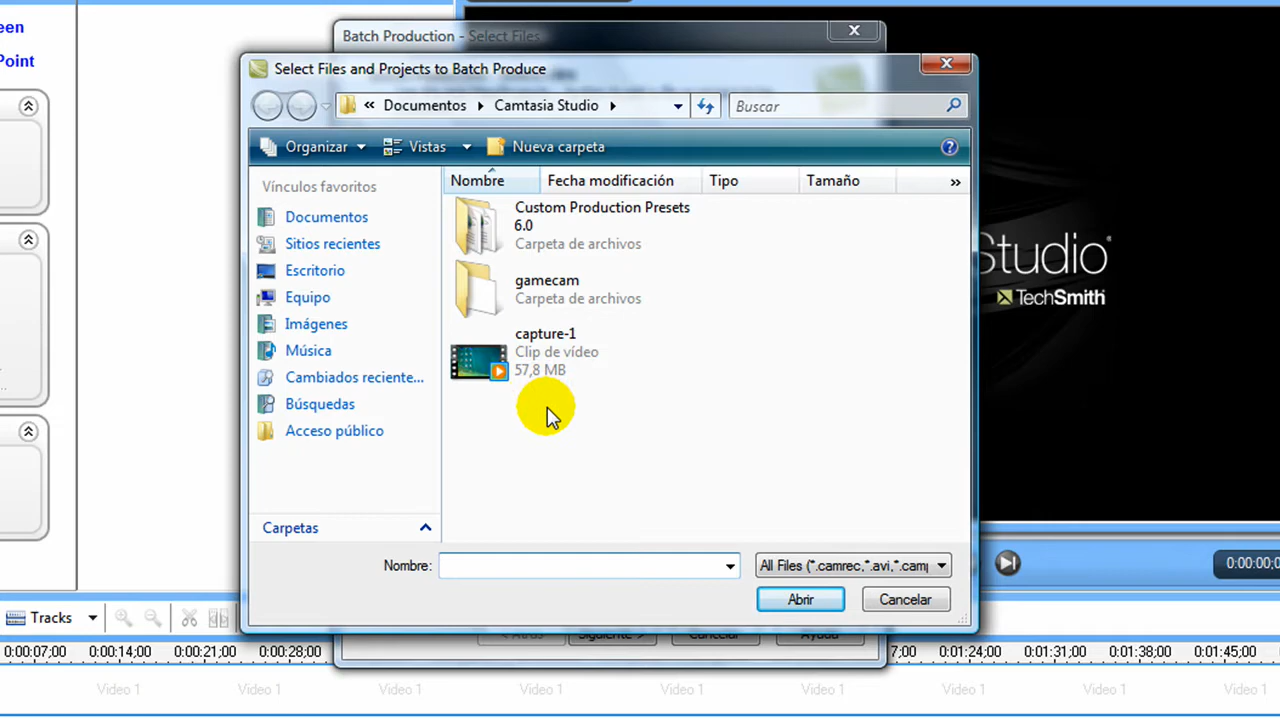 een
Point
Batch Production - Select Files
Select Files and Projects to Batch Produce
« Documentos Camtasia Studio
Buscar
Organizar Vistas Nueva carpeta
Vínculos favoritos
Documentos
Sitios recientes
Escritorio
Equipo
Imágenes
Música
Cambiados reciente...
Búsquedas
Acceso público
Carpetas
Nombre Fecha modificación Tipo Tamaño »
Custom Production Presets
6.0
Carpeta de archivos
gamecam
Carpeta de archivos
capture-1
Clip de vídeo
57,8 MB
Nombre:
All Files (*.camrec,*.avi,*.camp
Abrir Cancelar
Studio
TechSmith
0:00:00;0
Siguiente > Cancelar Ayuda
Tracks
0:00:07;00 0:00:14;00 0:00:21;00 0:00:28;00 7;00 0:01:24;00 0:01:31;00 0:01:38;00 0:01:45;00
Video 1 Video 1 Video 1 Video 1 Video 1 Video 1 Video 1 Video 1 Video 1